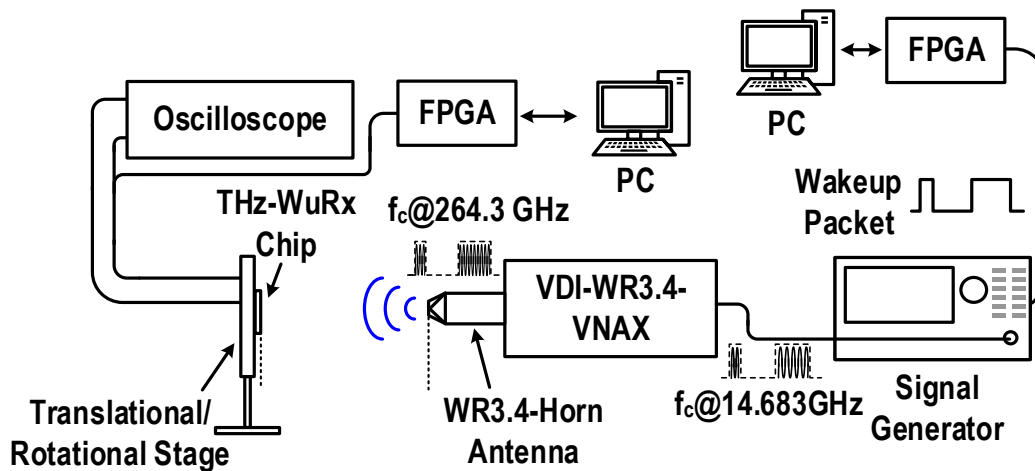 Oscilloscope
FPGA
PC
PC
FPGA
THz-WuRx
Chip
fc@264.3 GHz
Wakeup
Packet
VDI-WR3.4-
VNAX
Translational/
Rotational Stage
WR3.4-Horn
Antenna
fc@14.683GHz
Signal
Generator